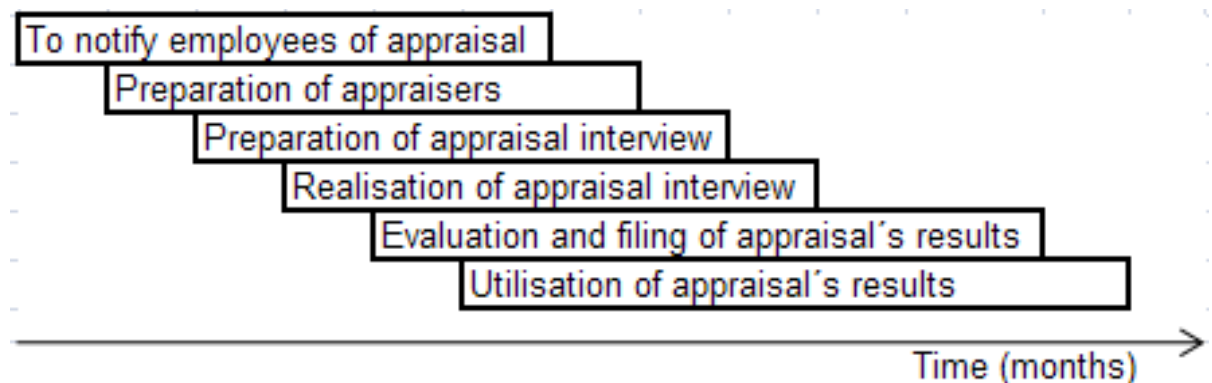 To notify employees of appraisal
Preparation of appraisers
Preparation of appraisal interview
Realisation of appraisal interview
Evaluation and filing of appraisal´s results
Utilisation of appraisal´s results
Time (months)